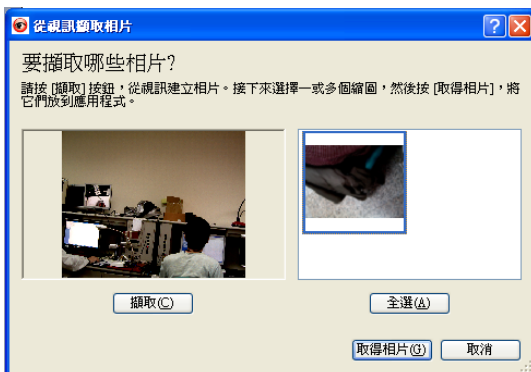 從視訊擷取相片
要擷取哪些相片?
請按 [擷取] 按鈕，從視訊建立相片。接下來選擇一或多個縮圖，然後按 [取得相片]，將
它們放到應用程式。
擷取(C)
全選(A)
取得相片(G)
取消